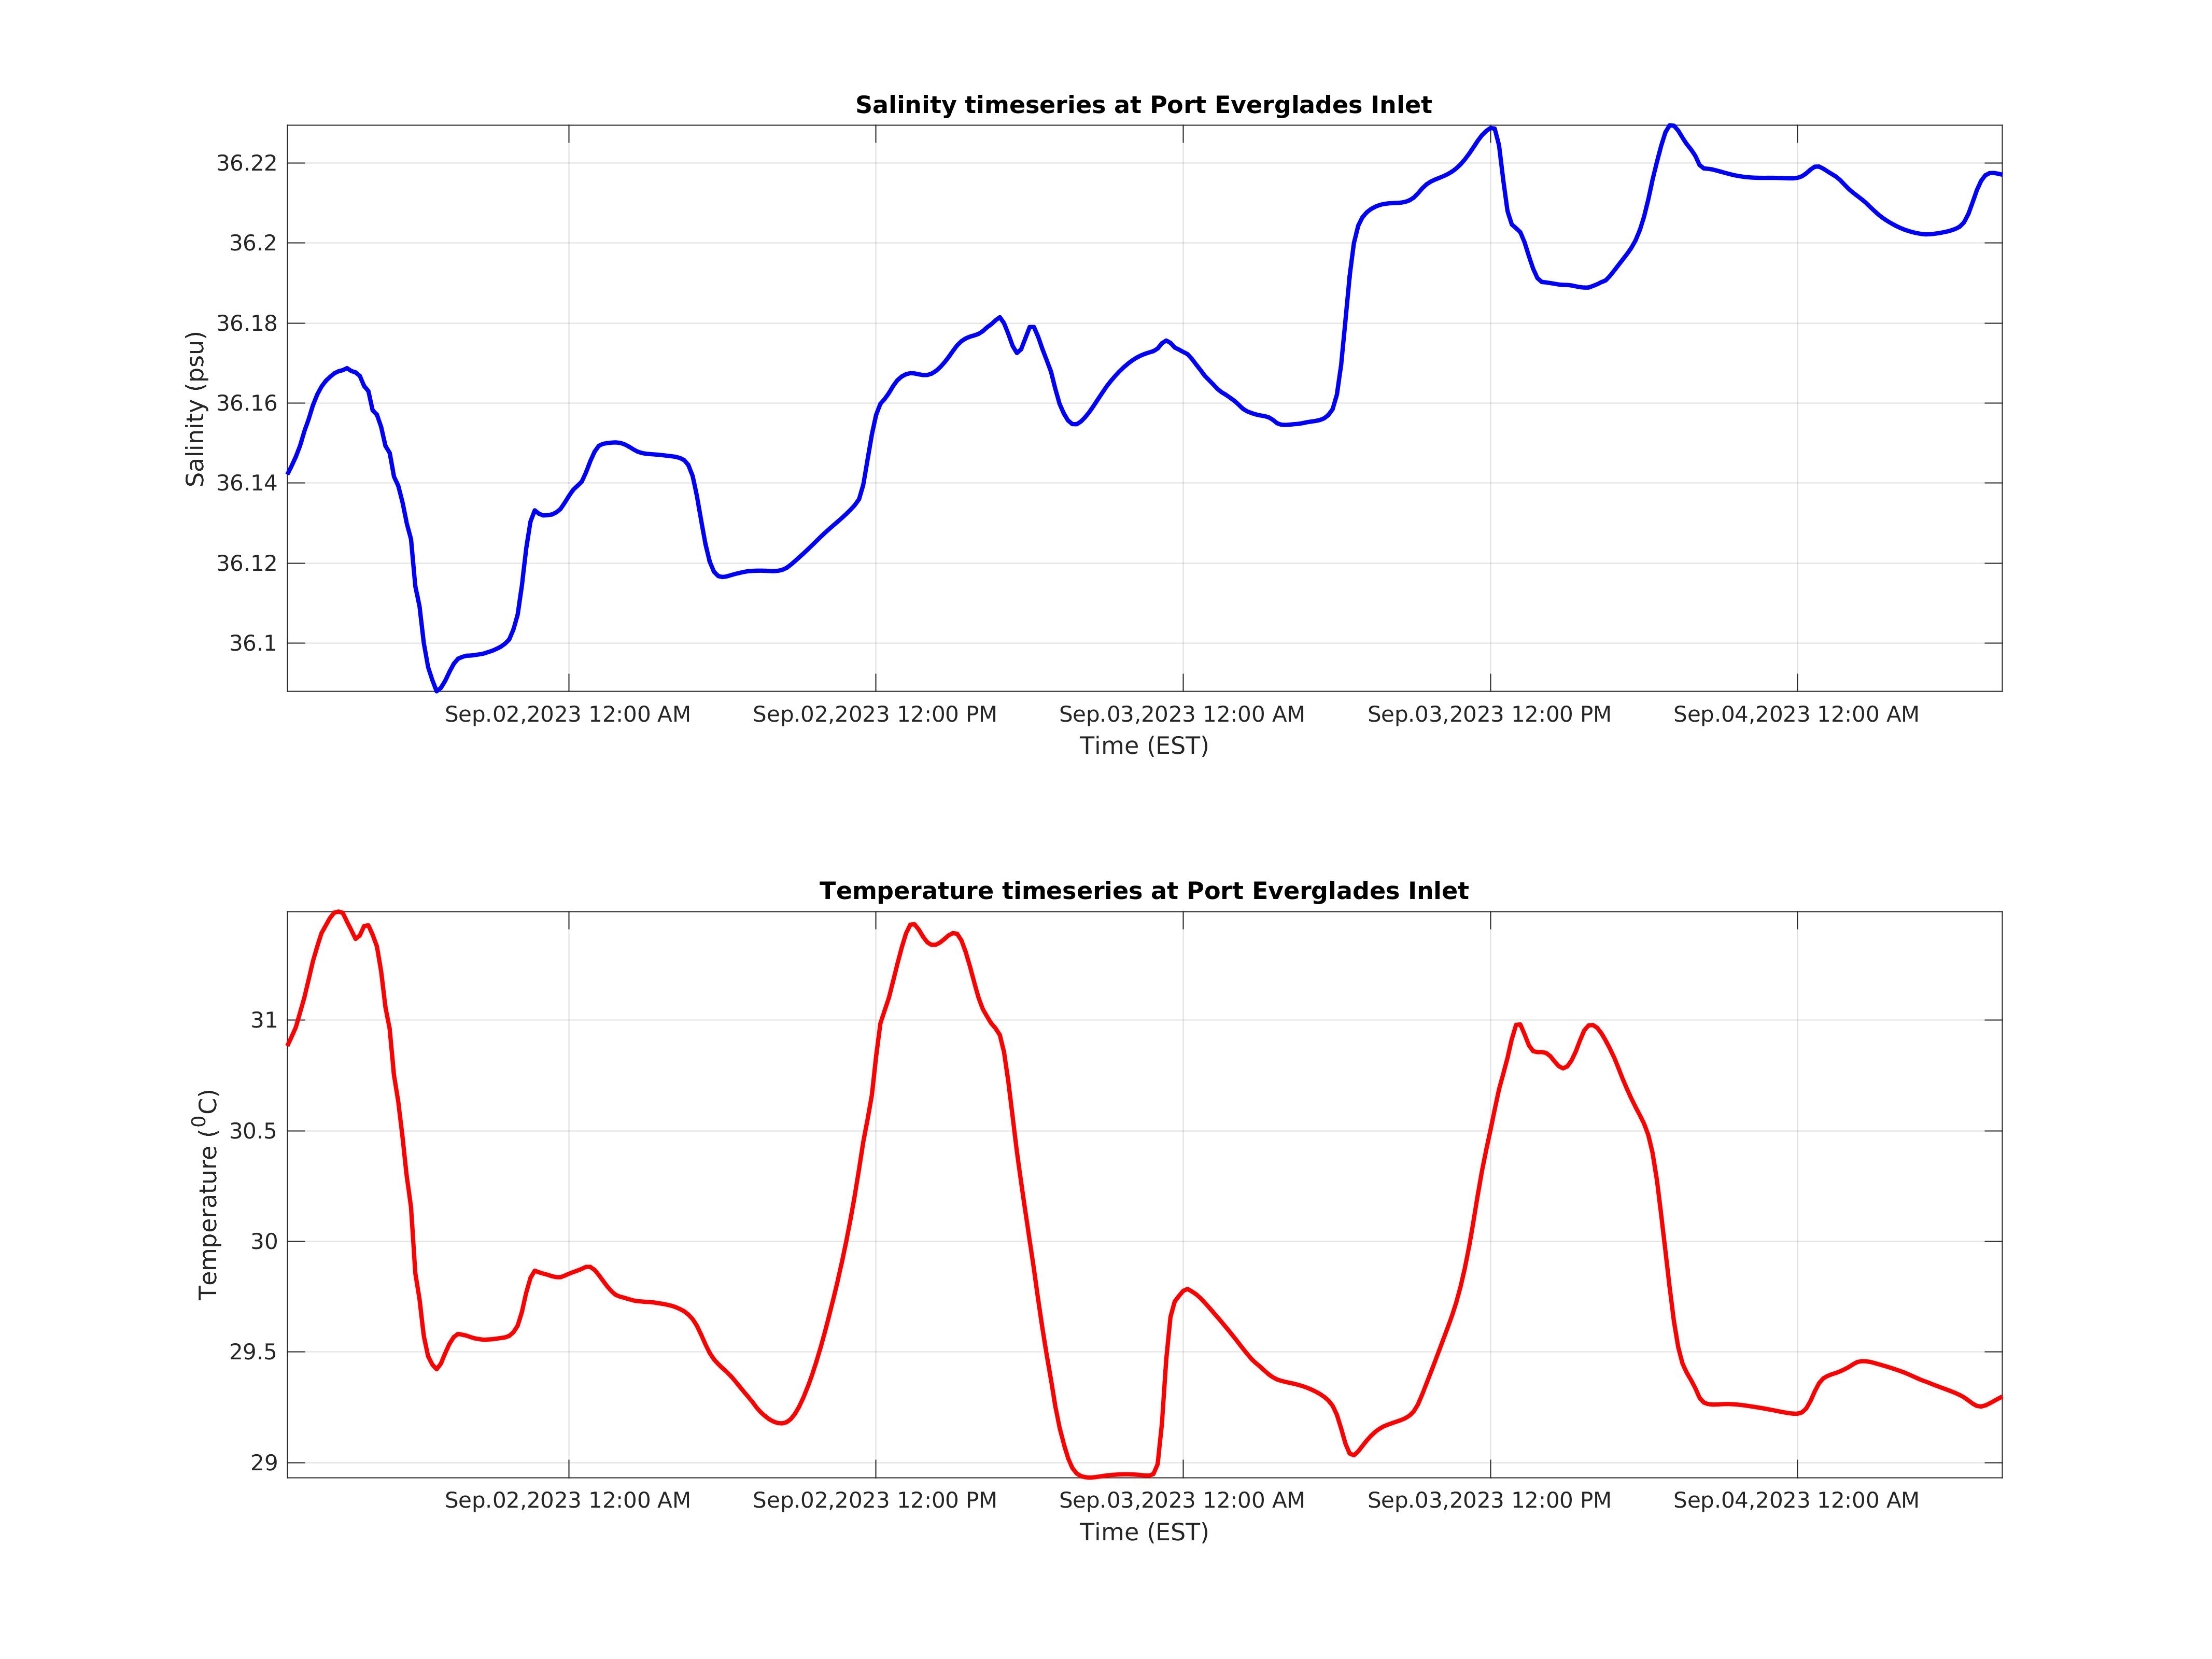 Salinity timeseries at Port Everglades Inlet
36.22
36.2
36.18
36.16
36.14
36.12
36.1
Salinity (psu)
Sep.02,2023 12:00 AM Sep.02,2023 12:00 PM Sep.03,2023 12:00 AM Sep.03,2023 12:00 PM Sep.04,2023 12:00 AM
Time (EST)
Temperature timeseries at Port Everglades Inlet
31
30.5
30
29.5
29
Temperature (⁰C)
Sep.02,2023 12:00 AM Sep.02,2023 12:00 PM Sep.03,2023 12:00 AM Sep.03,2023 12:00 PM Sep.04,2023 12:00 AM
Time (EST)